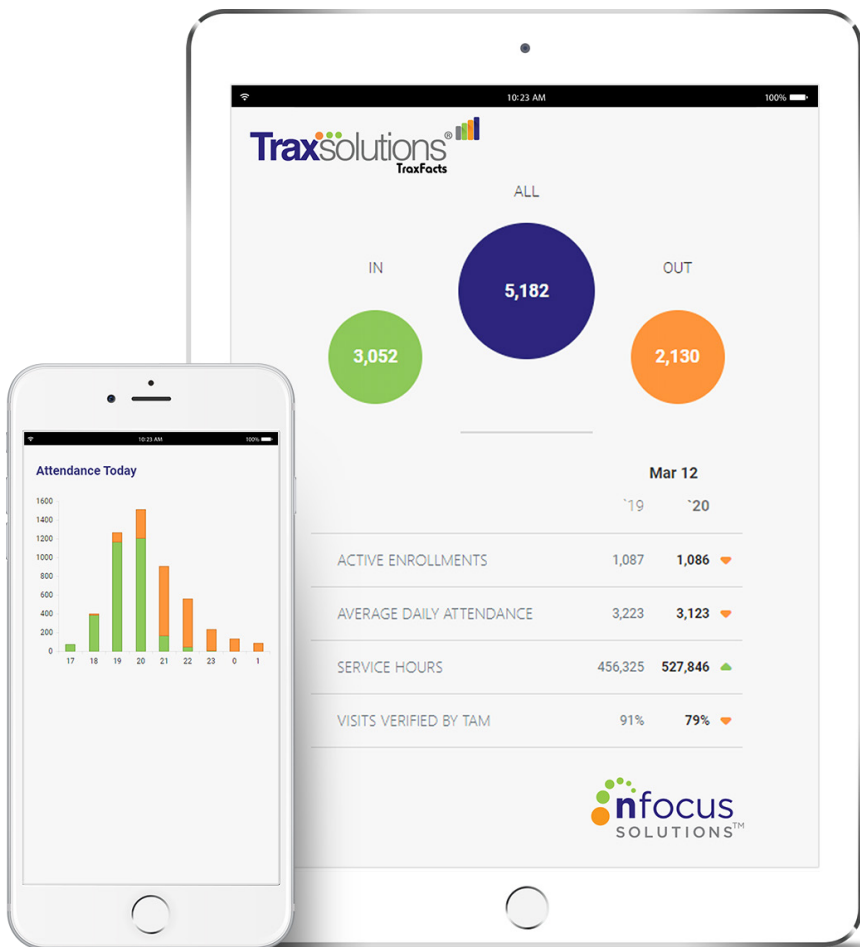 10:23 AM
100%
Traxsolutions®
TraxFacts
ALL
5,182
IN
3,052
OUT
2,130
Mar 12
`19 `20
ACTIVE ENROLLMENTS 1,087 1,086
AVERAGE DAILY ATTENDANCE 3,223 3,123
SERVICE HOURS 456,325 527,846
VISITS VERIFIED BY TAM 91% 79%
nfocus
SOLUTIONS™
10:23 AM 100%
Attendance Today
1600
1400
1200
1000
800
600
400
200
0
17 18 19 20 21 22 23 0 1